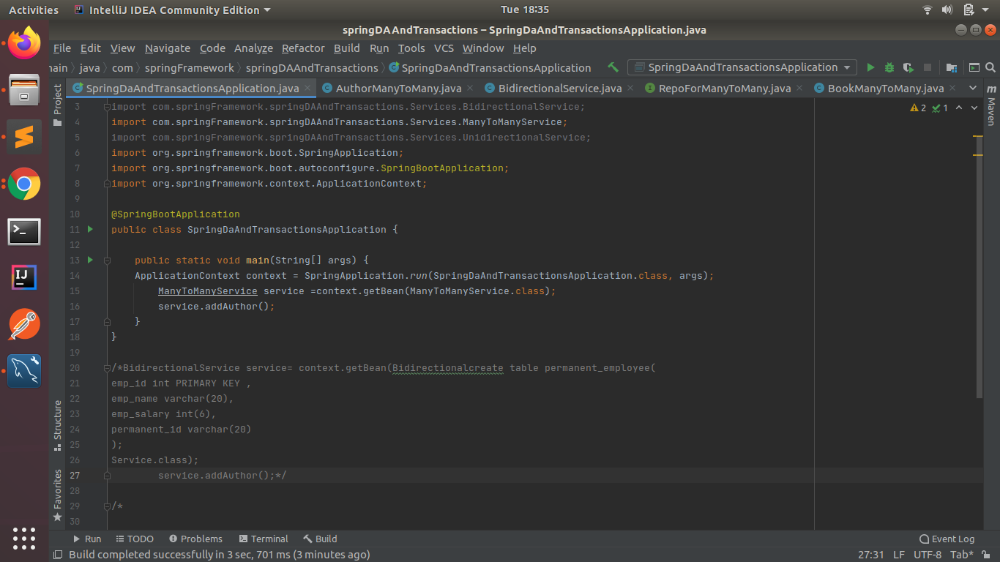 Activities IntelliJ IDEA Community Edition Tue 18:35
springDAAndTransactions – SpringDaAndTransactionsApplication.java
File Edit View Navigate Code Analyze Refactor Build Run Tools VCS Window Help
ain java com springFramework springDAAndTransactions SpringDaAndTransactionsApplication SpringDaAndTransactionsApplication
SpringDaAndTransactionsApplication.java AuthorManyToMany.java BidirectionalService.java RepoForManyToMany.java BookManyToMany.java
Project
Structure
Favorites
Maven
2 1
3 import com.springFramework.springDAAndTransactions.Services.BidirectionalService;
4 import com.springFramework.springDAAndTransactions.Services.ManyToManyService;
5 import com.springFramework.springDAAndTransactions.Services.UnidirectionalService;
6 import org.springframework.boot.SpringApplication;
7 import org.springframework.boot.autoconfigure.SpringBootApplication;
8 import org.springframework.context.ApplicationContext;
9
10 @SpringBootApplication
11 public class SpringDaAndTransactionsApplication {
12
13 public static void main(String[] args) {
14 ApplicationContext context = SpringApplication.run(SpringDaAndTransactionsApplication.class, args);
15 ManyToManyService service =context.getBean(ManyToManyService.class);
16 service.addAuthor();
17 }
18 }
19
20 /*BidirectionalService service= context.getBean(Bidirectionalcreate table permanent_employee(
21 emp_id int PRIMARY KEY ,
22 emp_name varchar(20),
23 emp_salary int(6),
24 permanent_id varchar(20)
25 );
26 Service.class);
27 service.addAuthor();*/
28
29 /*
30
Run TODO Problems Terminal Build Event Log
Build completed successfully in 3 sec, 701 ms (3 minutes ago) 27:31 LF UTF-8 Tab*